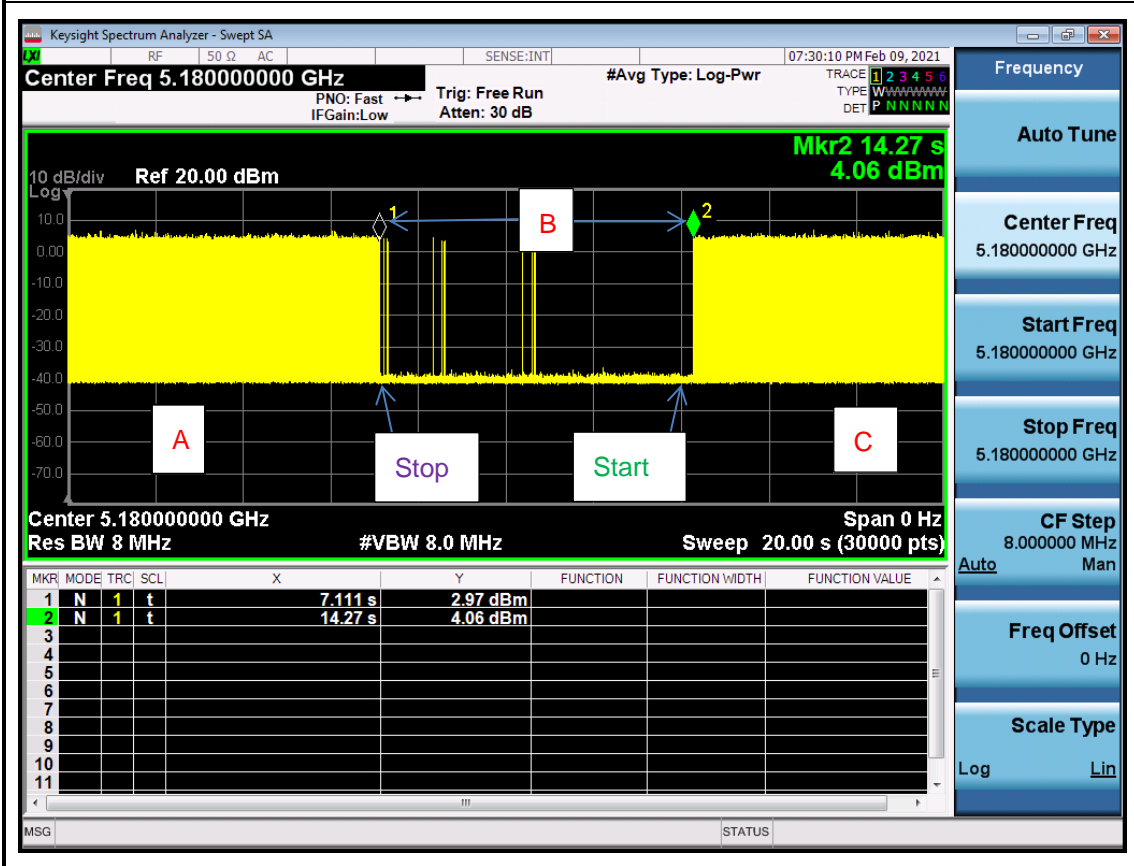 Keysight Spectrum Analyzer - Swept SA
LXI RF 50 Ω AC SENSE:INT 07:30:10 PM Feb 09, 2021
Center Freq 5.180000000 GHz
PNO: Fast
IFGain:Low
Trig: Free Run
Atten: 30 dB
#Avg Type: Log-Pwr
TRACE 1 2 3 4 5 6
TYPE WWWWWWW
DET P N N N N N
Mkr2 14.27 s
4.06 dBm
10 dB/div Ref 20.00 dBm
Log
10.0
0.00
-10.0
-20.0
-30.0
-40.0
-50.0
-60.0
-70.0
1
B
2
A
Stop
Start
C
Center 5.180000000 GHz Span 0 Hz
Res BW 8 MHz #VBW 8.0 MHz Sweep 20.00 s (30000 pts)
MKR MODE TRC SCL X Y FUNCTION FUNCTION WIDTH FUNCTION VALUE
1 N 1 t 7.111 s 2.97 dBm
2 N 1 t 14.27 s 4.06 dBm
3
4
5
6
7
8
9
10
11
MSG STATUS
Frequency
Auto Tune
Center Freq
5.180000000 GHz
Start Freq
5.180000000 GHz
Stop Freq
5.180000000 GHz
CF Step
8.000000 MHz
Auto Man
Freq Offset
0 Hz
Scale Type
Log Lin